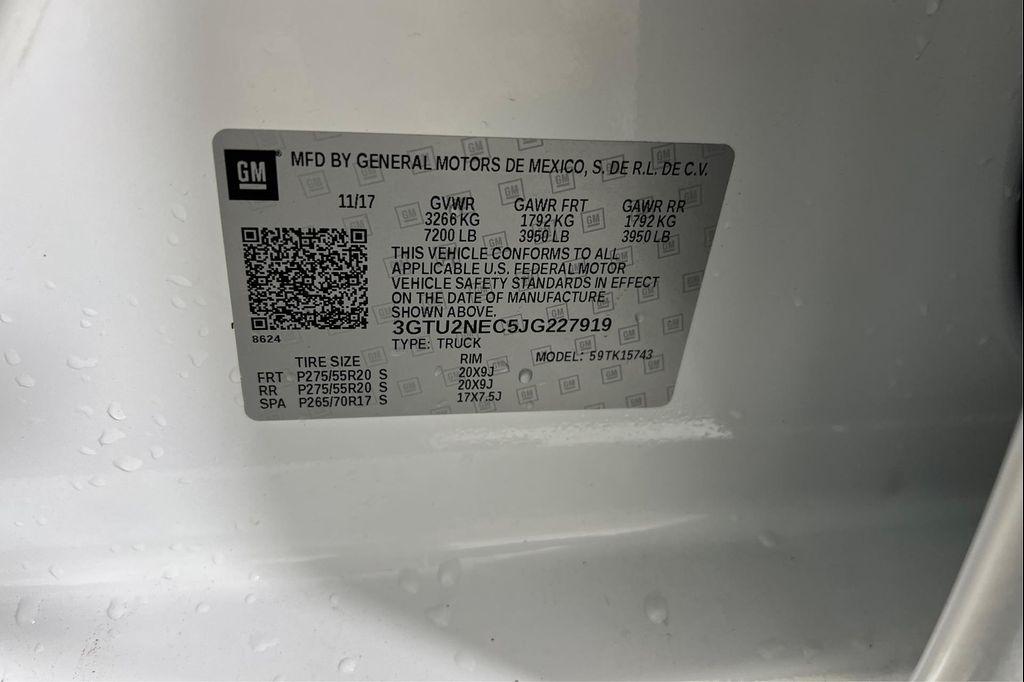 GM
MFD BY GENERAL MOTORS DE MEXICO, S. DE R.L. DE C.V.
11/17 GVWR GAWR FRT GAWR RR
3266 KG 1792 KG 1792 KG
7200 LB 3950 LB 3950 LB
THIS VEHICLE CONFORMS TO ALL
APPLICABLE U.S. FEDERAL MOTOR
VEHICLE SAFETY STANDARDS IN EFFECT
ON THE DATE OF MANUFACTURE
SHOWN ABOVE.
3GTU2NEC5JG227919
8624
TYPE: TRUCK
TIRE SIZE RIM MODEL: 59TK15743
FRT P275/55R20 S 20X9J
RR P275/55R20 S 20X9J
SPA P265/70R17 S 17X7.5J